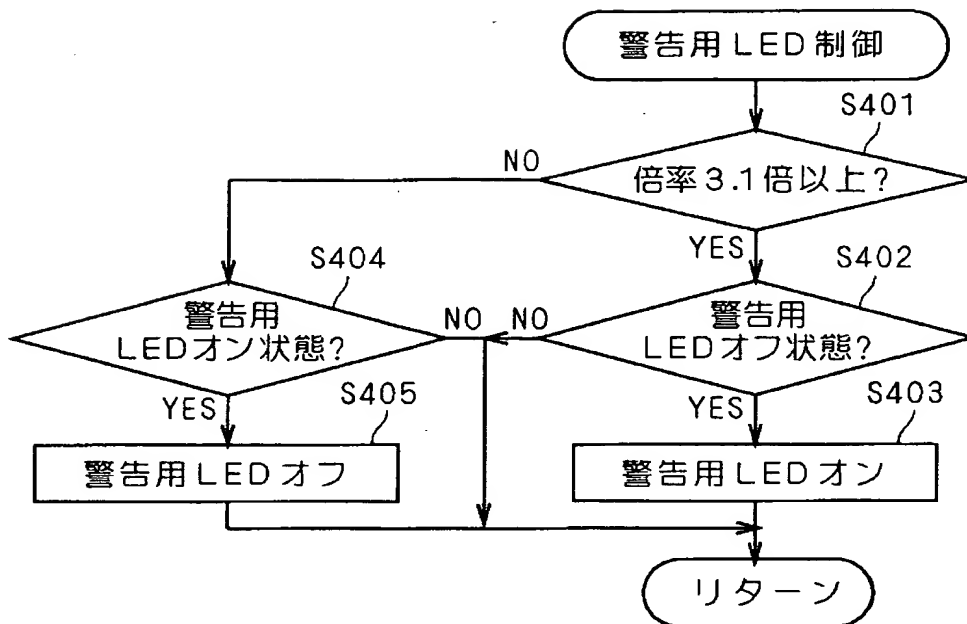 警告用LED制御
S401
倍率3.1倍以上?
NO
YES
S404
S402
警告用
LEDオン状態?
NO
NO
警告用
LEDオフ状態?
YES
S405
YES
S403
警告用LEDオフ
警告用LEDオン
リターン